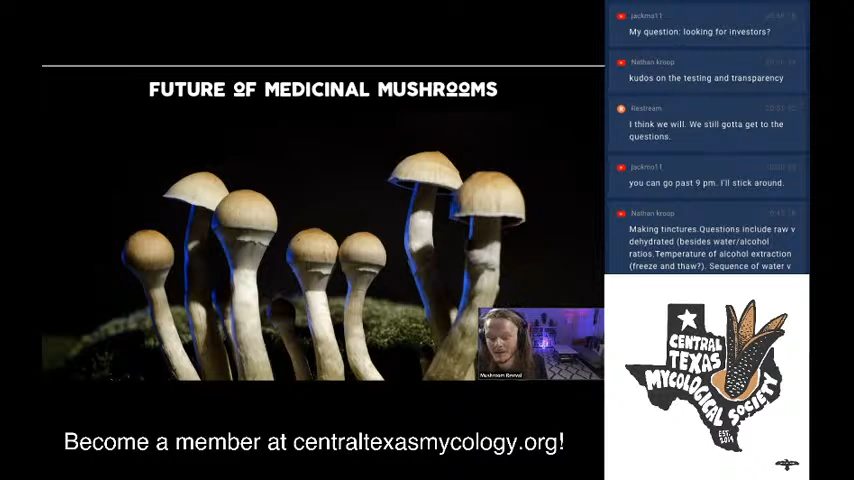 FUTURE OF MEDICINAL MUSHROOMS
Mushroom Revival
Become a member at centraltexasmycology.org!
jackmo11
My question: looking for investors?
Nathan kroop
kudos on the testing and transparency
Restream
I think we will. We still gotta get to the
questions.
jackmo11
you can go past 9 pm. I'll stick around.
Nathan kroop
Making tinctures.Questions include raw v
dehydrated (besides water/alcohol
ratios.Temperature of alcohol extraction
(freeze and thaw?). Sequence of water v
CENTRAL
TEXAS
MYCOLOGICAL SOCIETY
EST.
2019